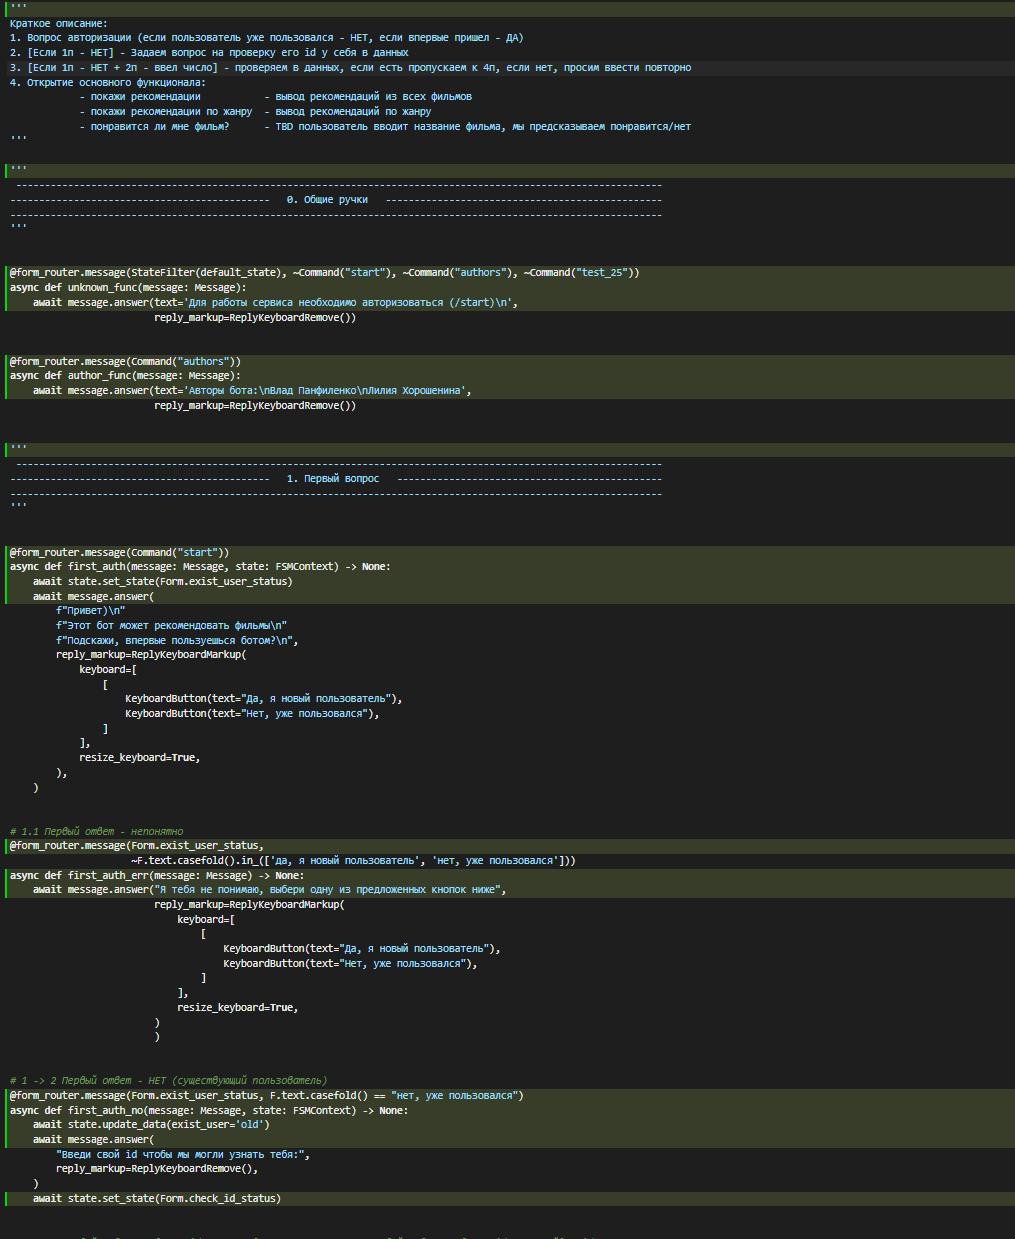 '''
Краткое описание:
1. Вопрос авторизации (если пользователь уже пользовался - НЕТ, если впервые пришел - ДА)
2. [Если 1п - НЕТ] - Задаем вопрос на проверку его id у себя в данных
3. [Если 1п - НЕТ + 2п - ввел число] - проверяем в данных, если есть пропускаем к 4п, если нет, просим ввести повторно
4. Открытие основного функционала:
            - покажи рекомендации           - вывод рекомендаций из всех фильмов
            - покажи рекомендации по жанру  - вывод рекомендаций по жанру
            - понравится ли мне фильм?      - TBD пользователь вводит название фильма, мы предсказываем понравится/нет
'''
'''
 ----------------------------------------------------------------------------------------------------------------
---------------------------------------------   0. Общие ручки   ------------------------------------------------
-----------------------------------------------------------------------------------------------------------------
'''
@form_router.message(StateFilter(default_state), ~Command("start"), ~Command("authors"), ~Command("test_25"))
async def unknown_func(message: Message):
    await message.answer(text='Для работы сервиса необходимо авторизоваться (/start)\n',
                         reply_markup=ReplyKeyboardRemove())
@form_router.message(Command("authors"))
async def author_func(message: Message):
    await message.answer(text='Авторы бота:\nВлад Панфиленко\nЛилия Хорошенина',
                         reply_markup=ReplyKeyboardRemove())
'''
 ----------------------------------------------------------------------------------------------------------------
---------------------------------------------   1. Первый вопрос   ----------------------------------------------
-----------------------------------------------------------------------------------------------------------------
'''
@form_router.message(Command("start"))
async def first_auth(message: Message, state: FSMContext) -> None:
    await state.set_state(Form.exist_user_status)
    await message.answer(
        f"Привет)\n"
        f"Этот бот может рекомендовать фильмы\n"
        f"Подскажи, впервые пользуешься ботом?\n",
        reply_markup=ReplyKeyboardMarkup(
            keyboard=[
                [
                    KeyboardButton(text="Да, я новый пользователь"),
                    KeyboardButton(text="Нет, уже пользовался"),
                ]
            ],
            resize_keyboard=True,
        ),
    )
# 1.1 Первый ответ - непонятно
@form_router.message(Form.exist_user_status,
                     ~F.text.casefold().in_(['да, я новый пользователь', 'нет, уже пользовался']))
async def first_auth_err(message: Message) -> None:
    await message.answer("Я тебя не понимаю, выбери одну из предложенных кнопок ниже",
                         reply_markup=ReplyKeyboardMarkup(
                             keyboard=[
                                 [
                                     KeyboardButton(text="Да, я новый пользователь"),
                                     KeyboardButton(text="Нет, уже пользовался"),
                                 ]
                             ],
                             resize_keyboard=True,
                         )
                         )
# 1 -> 2 Первый ответ - НЕТ (существующий пользователь)
@form_router.message(Form.exist_user_status, F.text.casefold() == "нет, уже пользовался")
async def first_auth_no(message: Message, state: FSMContext) -> None:
    await state.update_data(exist_user='old')
    await message.answer(
        "Введи свой id чтобы мы могли узнать тебя:",
        reply_markup=ReplyKeyboardRemove(),
    )
    await state.set_state(Form.check_id_status)